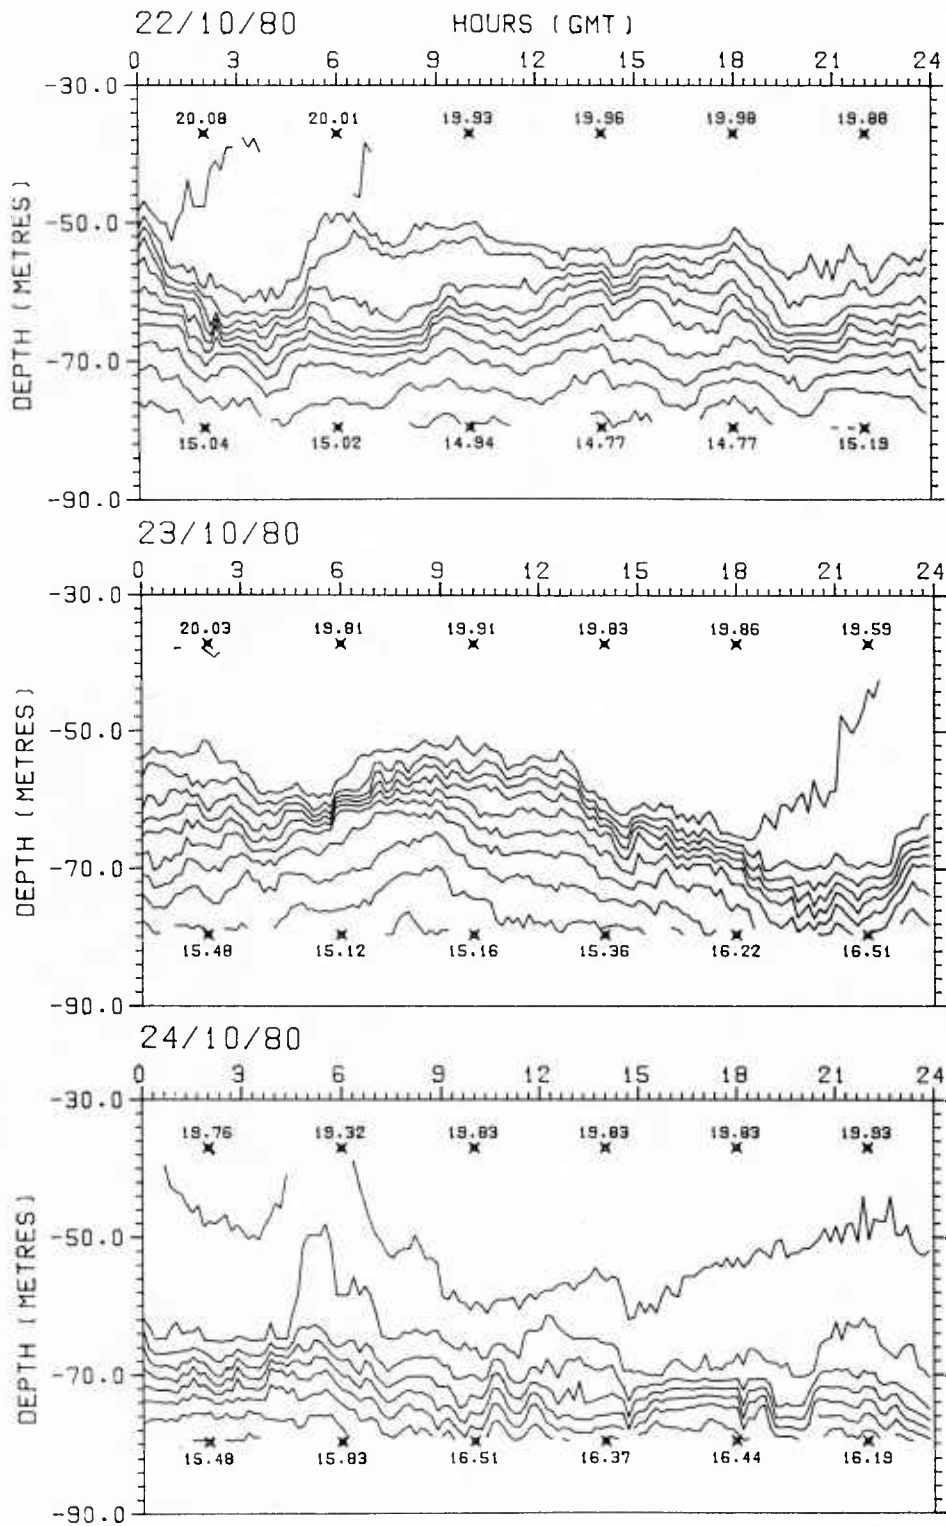 22/10/80 HOURS (GMT)
0 3 6 9 12 15 18 21 24
-30.0
20.08 20.01 19.93 19.96 19.98 19.88
-50.0
DEPTH (METRES)
-70.0
15.04 15.02 14.94 14.77 14.77 15.19
-90.0
23/10/80
0 3 6 9 12 15 18 21 24
-30.0
20.03 19.81 19.91 19.83 19.86 19.59
-50.0
DEPTH (METRES)
-70.0
15.48 15.12 15.16 15.36 16.22 16.51
-90.0
24/10/80
0 3 6 9 12 15 18 21 24
-30.0
19.76 19.32 19.83 19.83 19.83 19.93
-50.0
DEPTH (METRES)
-70.0
15.48 15.83 16.51 16.37 16.44 16.19
-90.0